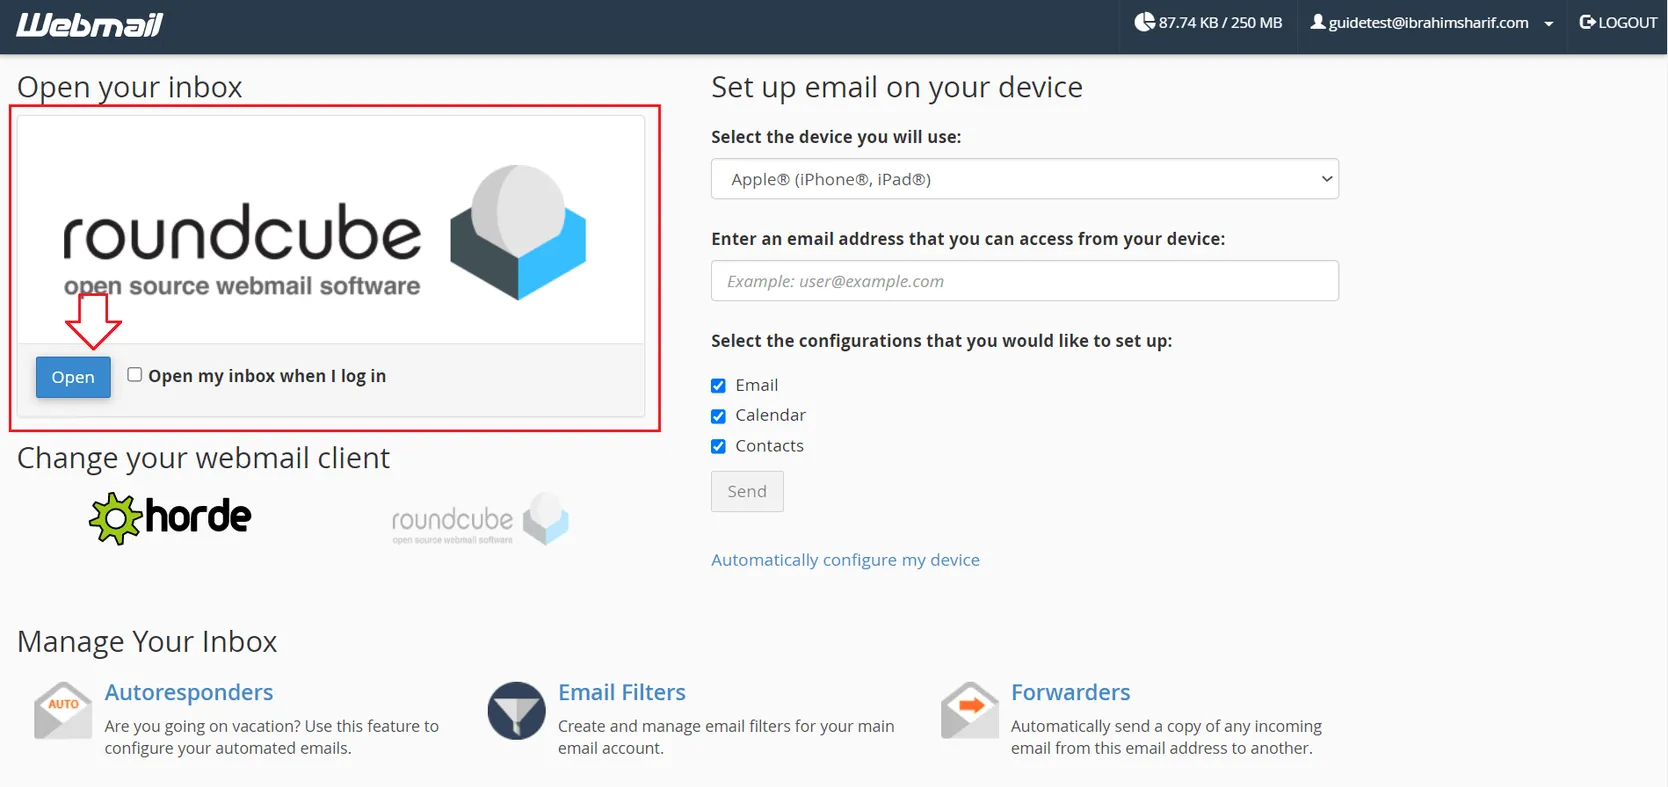 Webmail
87.74 KB / 250 MB
guidetest@ibrahimsharif.com
LOGOUT
Open your inbox
roundcube
open source webmail software
Open
Open my inbox when I log in
Change your webmail client
horde
roundcube
open source webmail software
Set up email on your device
Select the device you will use:
Apple® (iPhone®, iPad®)
Enter an email address that you can access from your device:
Example: user@example.com
Select the configurations that you would like to set up:
Email
Calendar
Contacts
Send
Automatically configure my device
Manage Your Inbox
AUTO
Autoresponders
Are you going on vacation? Use this feature to
configure your automated emails.
Email Filters
Create and manage email filters for your main
email account.
Forwarders
Automatically send a copy of any incoming
email from this email address to another.